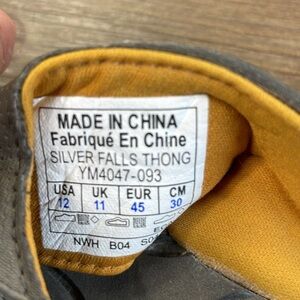 MADE IN CHINA
Fabriqué En Chine
SILVER FALLS THONG
YM4047-093
USA UK EUR CM
12 11 45 30
NWH B04